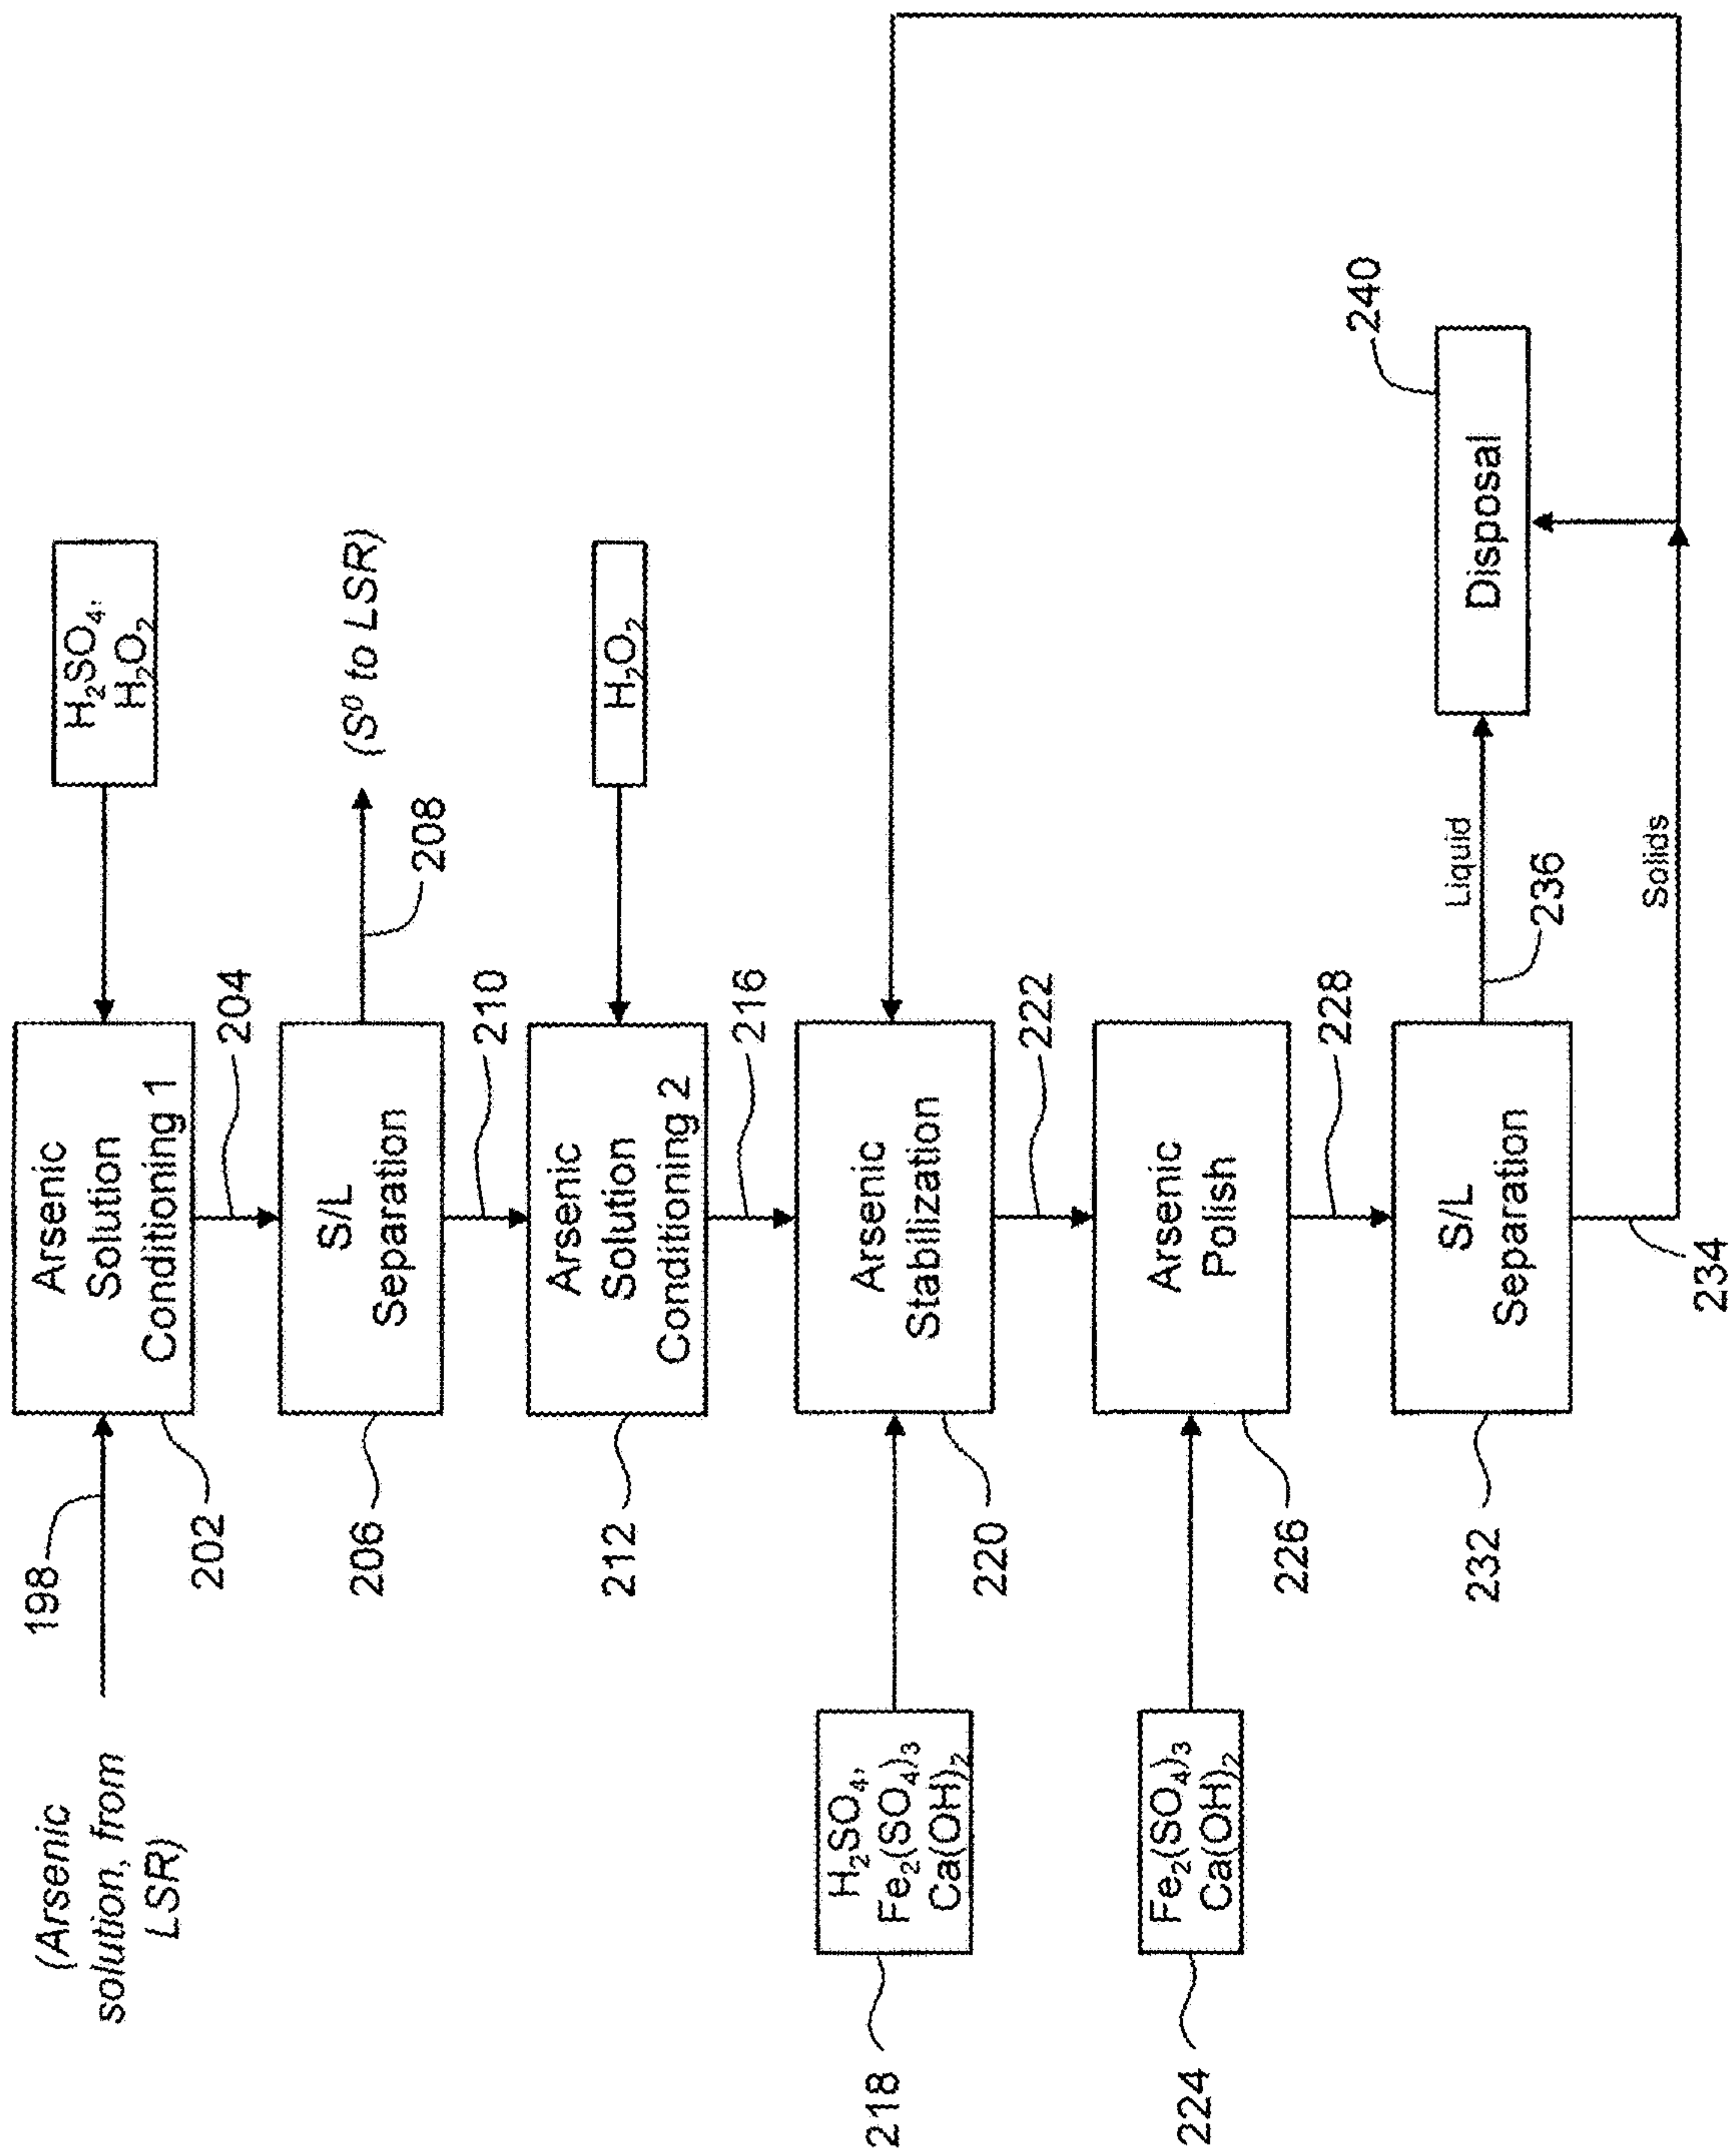 (Arsenic
solution, from
LSR)
198
202
Arsenic
Solution
Conditioning 1
H₂SO₄,
H₂O₂
204
206
S/L
Separation
208
(S⁰ to LSR)
210
212
Arsenic
Solution
Conditioning 2
H₂O₂
216
218
H₂SO₄,
Fe₂(SO₄)₃
Ca(OH)₂
220
Arsenic
Stabilization
222
224
Fe₂(SO₄)₃
Ca(OH)₂
226
Arsenic
Polish
228
232
S/L
Separation
Liquid
236
Disposal
240
Solids
234